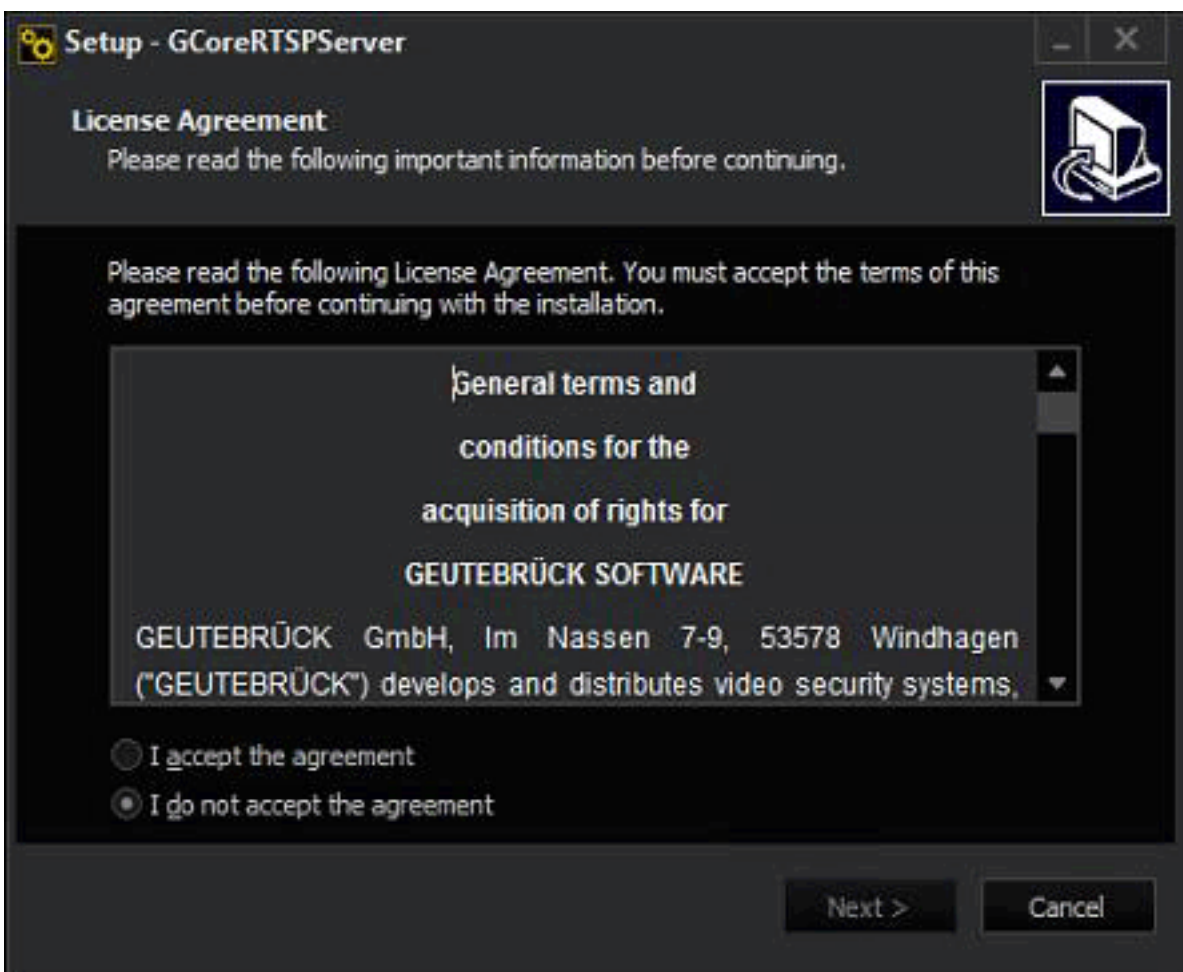 Setup - GCoreRTSPServer
License Agreement
Please read the following important information before continuing.
Please read the following License Agreement. You must accept the terms of this
agreement before continuing with the installation.
General terms and
conditions for the
acquisition of rights for
GEUTEBRÜCK SOFTWARE
GEUTEBRÜCK GmbH, Im Nassen 7-9, 53578 Windhagen
("GEUTEBRÜCK") develops and distributes video security systems,
I accept the agreement
I do not accept the agreement
Next >
Cancel